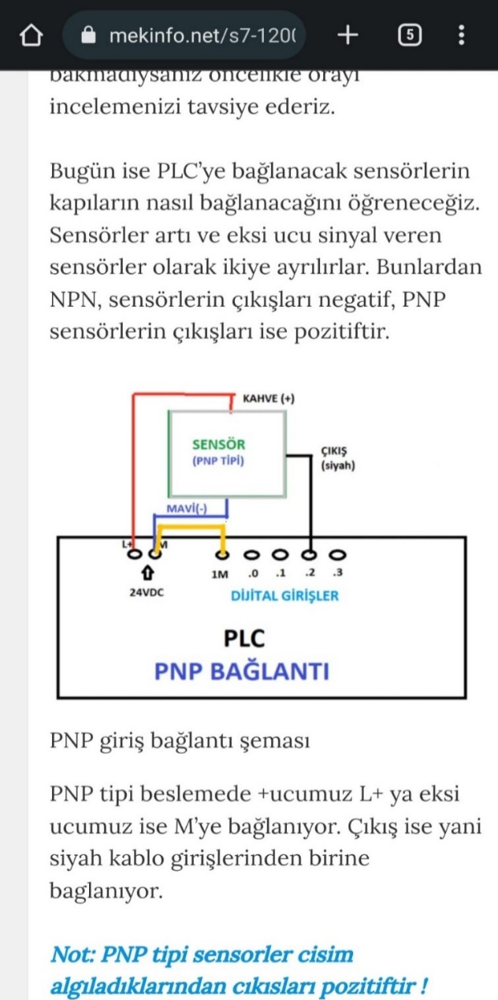 mekinfo.net/s7-120(
5
bakmadıysanız öncelikle orayı
incelemenizi tavsiye ederiz.
Bugün ise PLC’ye bağlanacak sensörlerin
kapıların nasıl bağlanacağını öğreneceğiz.
Sensörler artı ve eksi ucu sinyal veren
sensörler olarak ikiye ayrılırlar. Bunlardan
NPN, sensörlerin çıkışları negatif, PNP
sensörlerin çıkışları ise pozitiftir.
KAHVE (+)
SENSÖR
(PNP TİPİ)
ÇIKIŞ
(siyah)
MAVİ(-)
L+ M
24VDC
1M .0 .1 .2 .3
DİJİTAL GİRİŞLER
PLC
PNP BAĞLANTI
PNP giriş bağlantı şeması
PNP tipi beslemede +ucumuz L+ ya eksi
ucumuz ise M’ye bağlanıyor. Çıkış ise yani
siyah kablo girişlerinden birine
baglanıyor.
Not: PNP tipi sensorler cisim
algıladıklarından cıkısları pozitiftir !